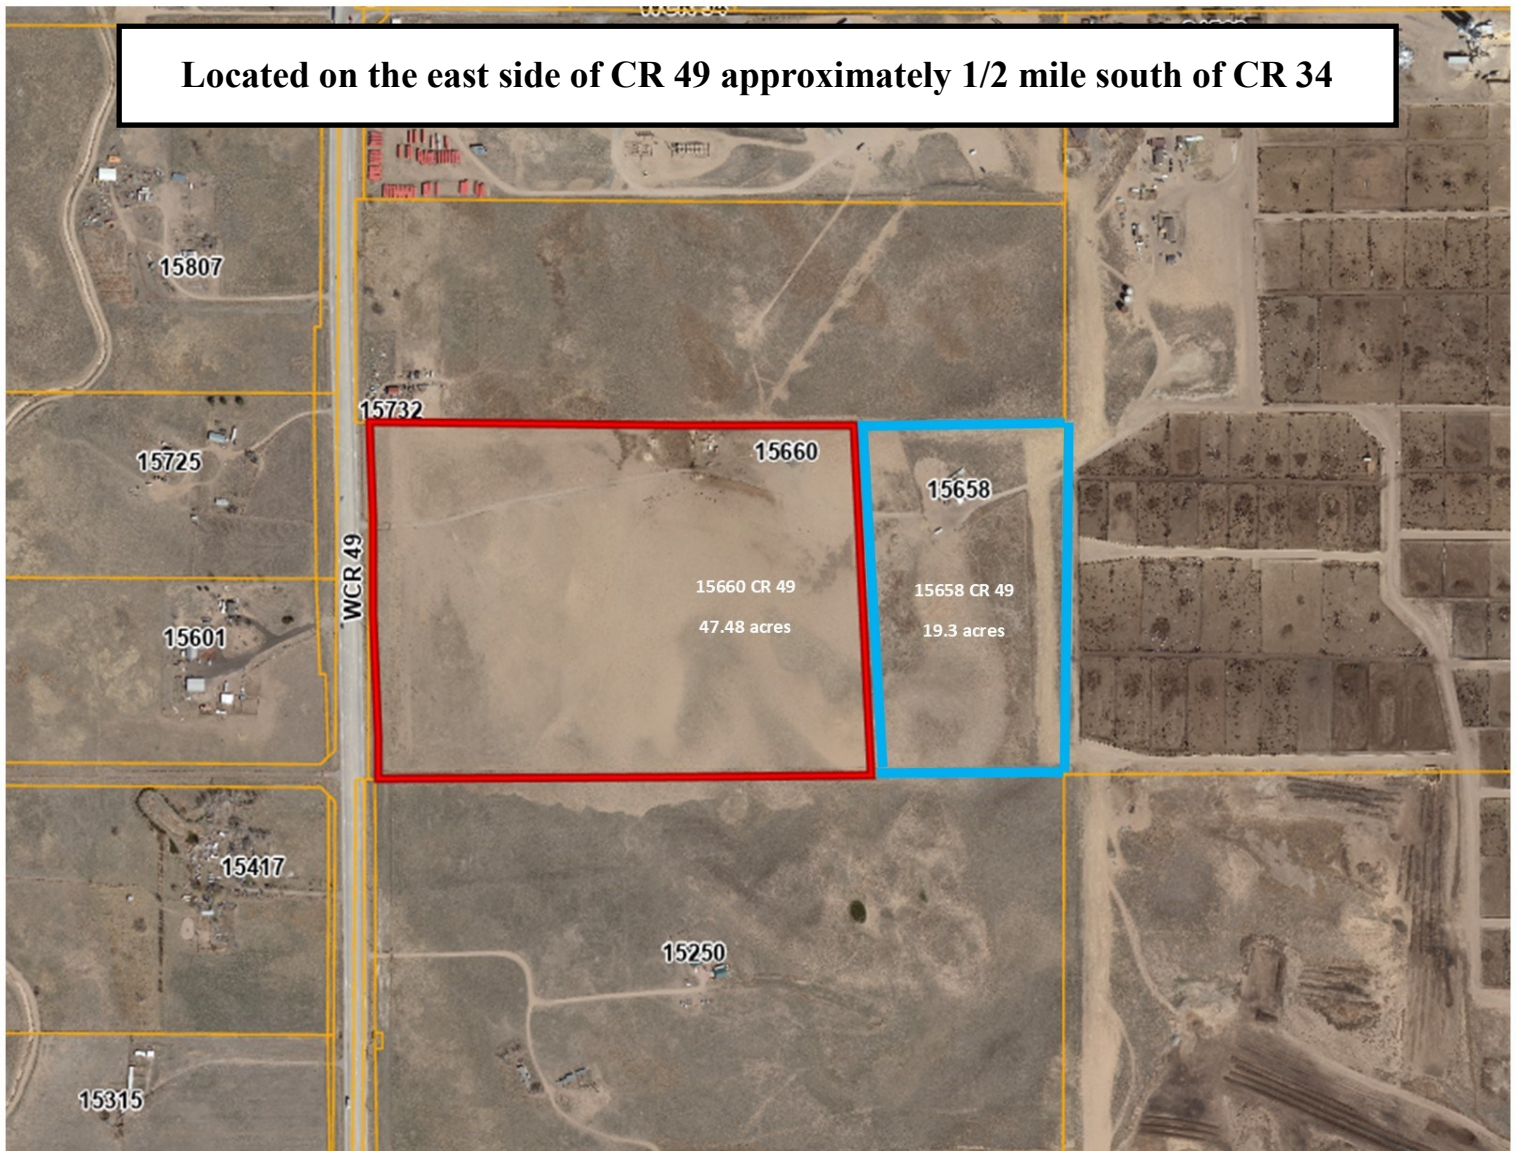 WCR 34
Located on the east side of CR 49 approximately 1/2 mile south of CR 34
15807
15732
15725
15660
15658
WCR 49
15660 CR 49
47.48 acres
15658 CR 49
19.3 acres
15601
15417
15250
15315